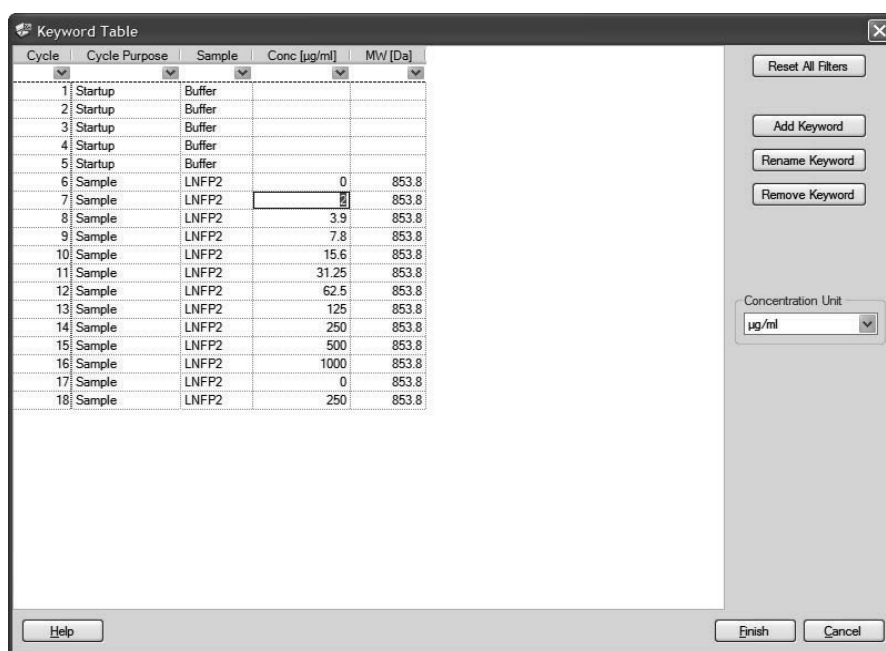 Keyword Table
Cycle Cycle Purpose Sample Conc [µg/ml] MW [Da]
1 Startup Buffer
2 Startup Buffer
3 Startup Buffer
4 Startup Buffer
5 Startup Buffer
6 Sample LNFP2 0 853.8
7 Sample LNFP2 2 853.8
8 Sample LNFP2 3.9 853.8
9 Sample LNFP2 7.8 853.8
10 Sample LNFP2 15.6 853.8
11 Sample LNFP2 31.25 853.8
12 Sample LNFP2 62.5 853.8
13 Sample LNFP2 125 853.8
14 Sample LNFP2 250 853.8
15 Sample LNFP2 500 853.8
16 Sample LNFP2 1000 853.8
17 Sample LNFP2 0 853.8
18 Sample LNFP2 250 853.8
Reset All Filters
Add Keyword
Rename Keyword
Remove Keyword
Concentration Unit
µg/ml
Help
Finish Cancel